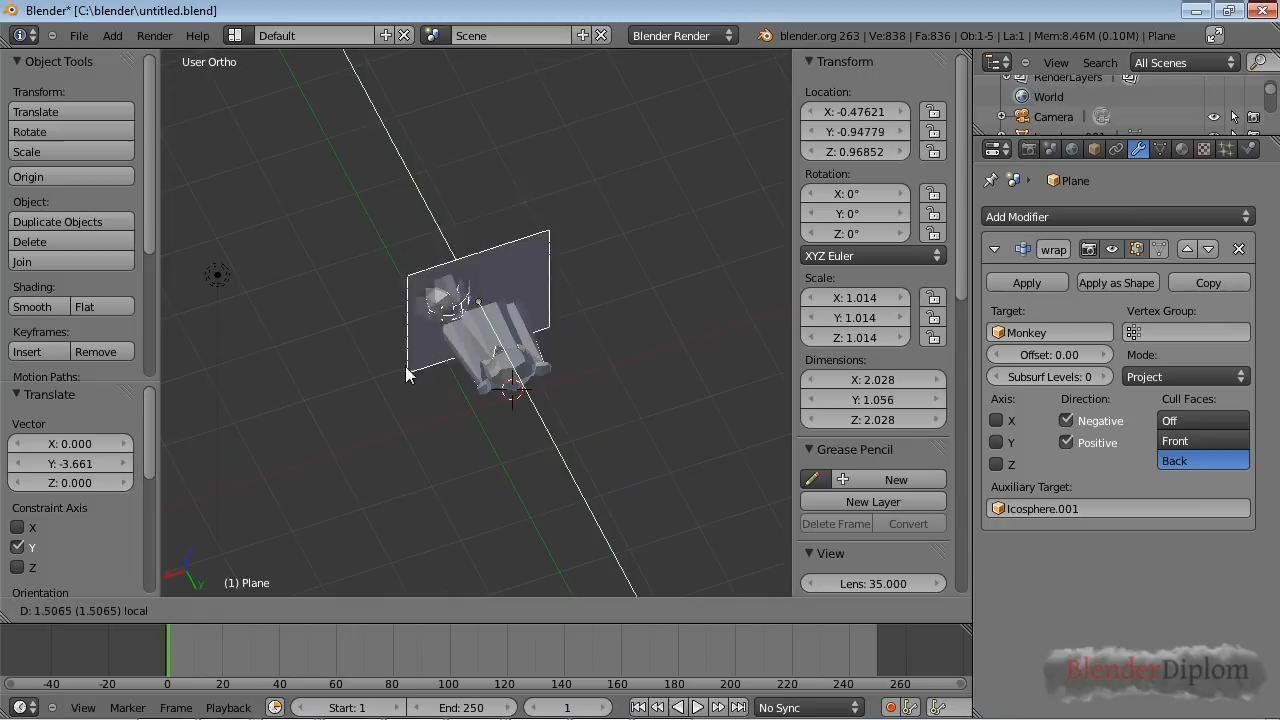 Blender* [C:\blender\untitled.blend]
File Add Render Help Default Scene Blender Render blender.org 263 | Ve:838 | Fa:836 | Ob:1-5 | La:1 | Mem:8.46M (0.10M) | Plane
Object Tools
Transform:
Translate
Rotate
Scale
Origin
Object:
Duplicate Objects
Delete
Join
Shading:
Smooth Flat
Keyframes:
Insert Remove
Motion Paths:
Translate
Vector
X: 0.000
Y: -3.661
Z: 0.000
Constraint Axis
X
Y
Z
Orientation
User Ortho
(1) Plane
D: 1.5065 (1.5065) local
Transform
Location:
X: -0.47621
Y: -0.94779
Z: 0.96852
Rotation:
X: 0°
Y: 0°
Z: 0°
XYZ Euler
Scale:
X: 1.014
Y: 1.014
Z: 1.014
Dimensions:
X: 2.028
Y: 1.056
Z: 2.028
Grease Pencil
New
New Layer
Delete Frame Convert
View
Lens: 35.000
View Search All Scenes
RenderLayers
World
Camera
Plane
Add Modifier
wrap
Apply Apply as Shape Copy
Target: Vertex Group:
Monkey
Offset: 0.00 Mode:
Subsurf Levels: 0 Project
Axis: Direction: Cull Faces:
X Negative Off
Y Positive Front
Z Back
Auxiliary Target:
Icosphere.001
-40 -20 0 20 40 60 80 100 120 140 160 180 200 220 240 260
View Marker Frame Playback Start: 1 End: 250 1 No Sync
BlenderDiplom